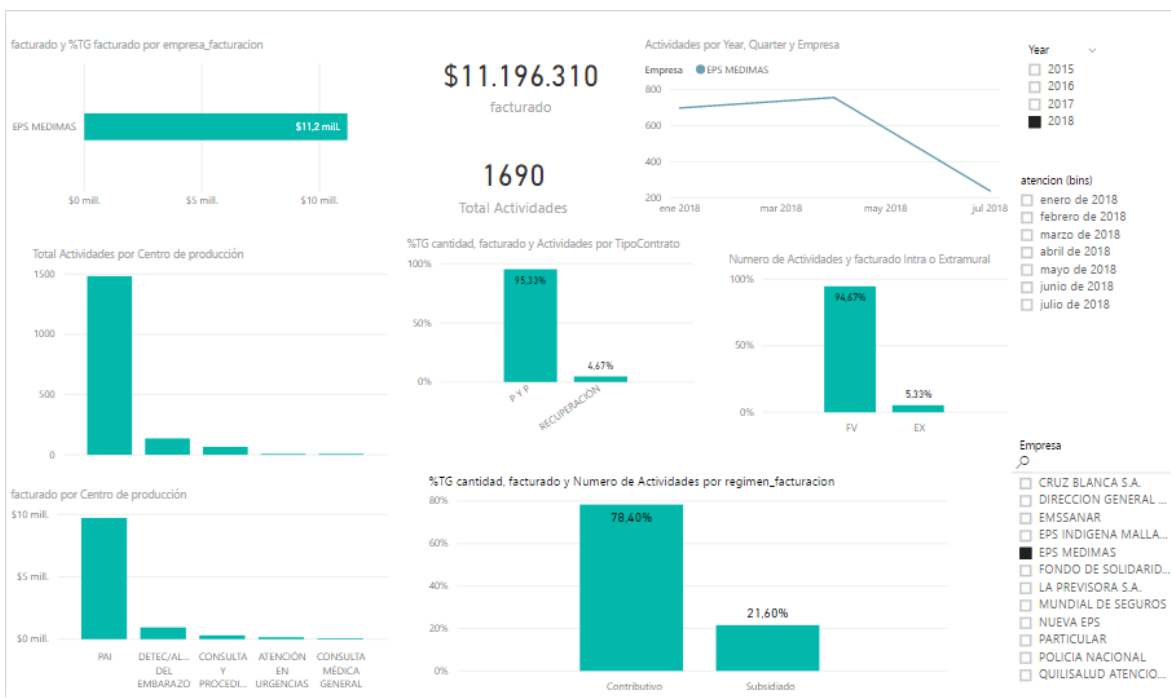 facturado y %TG facturado por empresa_facturacion
EPS MEDIMAS
$11,2 mill.
$0 mill.
$5 mill.
$10 mill.
$11.196.310
facturado
1690
Total Actividades
Actividades por Year, Quarter y Empresa
Empresa
EPS MEDIMAS
800
600
400
200
ene 2018
mar 2018
may 2018
jul 2018
Year
2015
2016
2017
2018
atencion (bins)
enero de 2018
febrero de 2018
marzo de 2018
abril de 2018
mayo de 2018
junio de 2018
julio de 2018
Total Actividades por Centro de producción
1500
1000
500
0
%TG cantidad, facturado y Actividades por TipoContrato
100%
50%
0%
95,33%
4,67%
P Y P
RECUPERACIÓN
Numero de Actividades y facturado Intra o Extramural
100%
50%
0%
94,67%
5,33%
FV
EX
facturado por Centro de producción
$10 mill.
$5 mill.
$0 mill.
PAI
DETEC/AL...
DEL
EMBARAZO
CONSULTA
Y
PROCEDI...
ATENCIÓN
EN
URGENCIAS
CONSULTA
MÉDICA
GENERAL
%TG cantidad, facturado y Numero de Actividades por regimen_facturacion
80%
60%
40%
20%
0%
78,40%
21,60%
Contributivo
Subsidiado
Empresa
CRUZ BLANCA S.A.
DIRECCION GENERAL ...
EMSSANAR
EPS INDIGENA MALLA...
EPS MEDIMAS
FONDO DE SOLIDARID...
LA PREVISORA S.A.
MUNDIAL DE SEGUROS
NUEVA EPS
PARTICULAR
POLICIA NACIONAL
QUILISALUD ATENCIO...